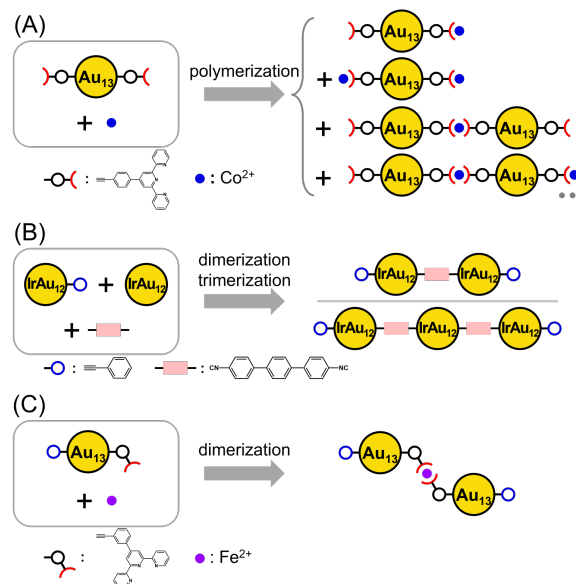 (A)
Au13
+
polymerization
Au13
+ Au13
+ Au13 Au13
+ Au13 Au13
N
N
N
:
: Co2+
(B)
IrAu12 + IrAu12
+
dimerization
trimerization
IrAu12 IrAu12
IrAu12 IrAu12 IrAu12
: : CN NC
(C)
Au13
+
dimerization
Au13
Au13
:
N
N
N
: Fe2+